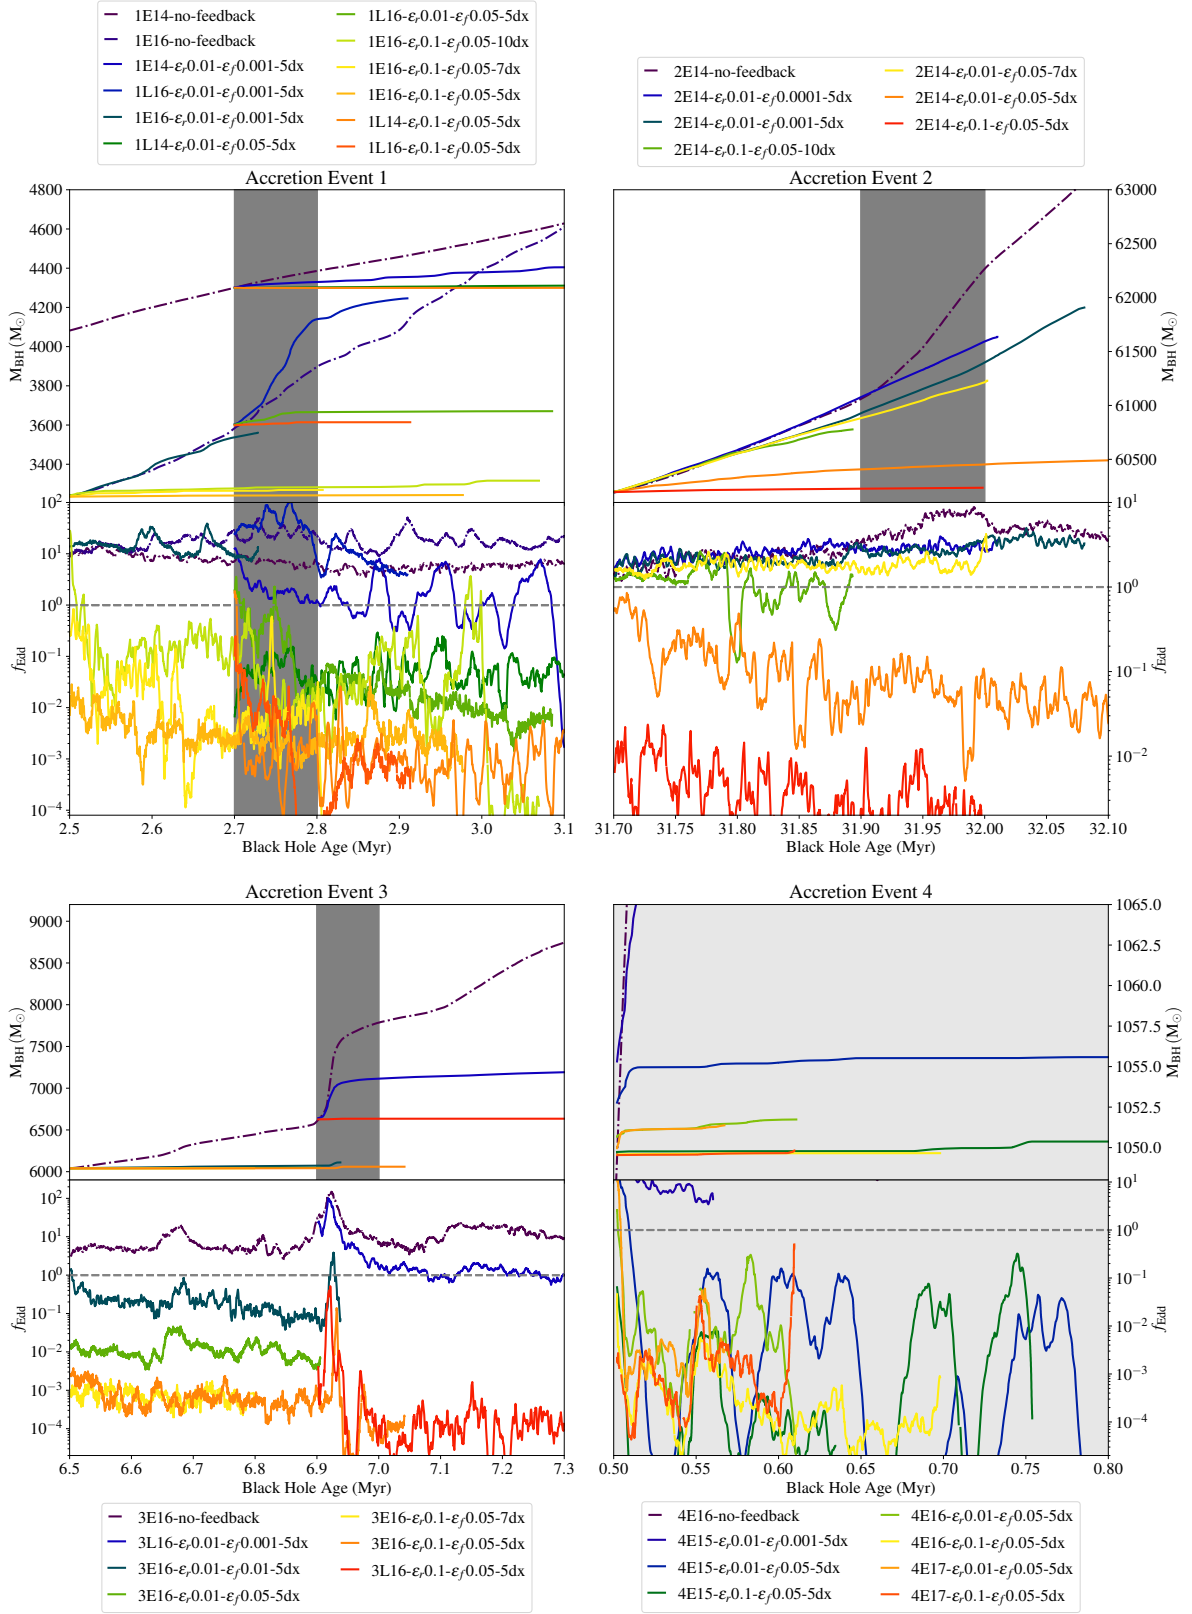 1E14-no-feedback
1E16-no-feedback
1E14-εr0.01-εf0.001-5dx
1L16-εr0.01-εf0.001-5dx
1E16-εr0.01-εf0.001-5dx
1L14-εr0.01-εf0.05-5dx
1L16-εr0.01-εf0.05-5dx
1E16-εr0.1-εf0.05-10dx
1E16-εr0.1-εf0.05-7dx
1E16-εr0.1-εf0.05-5dx
1L14-εr0.1-εf0.05-5dx
1L16-εr0.1-εf0.05-5dx
2E14-no-feedback
2E14-εr0.01-εf0.0001-5dx
2E14-εr0.01-εf0.001-5dx
2E14-εr0.1-εf0.05-10dx
2E14-εr0.01-εf0.05-7dx
2E14-εr0.01-εf0.05-5dx
2E14-εr0.1-εf0.05-5dx
Accretion Event 1
4800
4600
4400
4200
4000
3800
3600
3400
MBH (M⊙)
10²
10¹
10⁰
10⁻¹
10⁻²
10⁻³
10⁻⁴
fEdd
2.5 2.6 2.7 2.8 2.9 3.0 3.1
Black Hole Age (Myr)
Accretion Event 2
63000
62500
62000
61500
61000
60500
MBH (M⊙)
10¹
10⁰
10⁻¹
10⁻²
fEdd
31.70 31.75 31.80 31.85 31.90 31.95 32.00 32.05 32.10
Black Hole Age (Myr)
Accretion Event 3
9000
8500
8000
7500
7000
6500
6000
MBH (M⊙)
10²
10¹
10⁰
10⁻¹
10⁻²
10⁻³
10⁻⁴
fEdd
6.5 6.6 6.7 6.8 6.9 7.0 7.1 7.2 7.3
Black Hole Age (Myr)
Accretion Event 4
1065.0
1062.5
1060.0
1057.5
1055.0
1052.5
1050.0
MBH (M⊙)
10¹
10⁰
10⁻¹
10⁻²
10⁻³
10⁻⁴
fEdd
0.50 0.55 0.60 0.65 0.70 0.75 0.80
Black Hole Age (Myr)
3E16-no-feedback
3L16-εr0.01-εf0.001-5dx
3E16-εr0.01-εf0.01-5dx
3E16-εr0.01-εf0.05-5dx
3E16-εr0.1-εf0.05-7dx
3E16-εr0.1-εf0.05-5dx
3L16-εr0.1-εf0.05-5dx
4E16-no-feedback
4E15-εr0.01-εf0.001-5dx
4E15-εr0.01-εf0.05-5dx
4E15-εr0.1-εf0.05-5dx
4E16-εr0.01-εf0.05-5dx
4E16-εr0.1-εf0.05-5dx
4E17-εr0.01-εf0.05-5dx
4E17-εr0.1-εf0.05-5dx